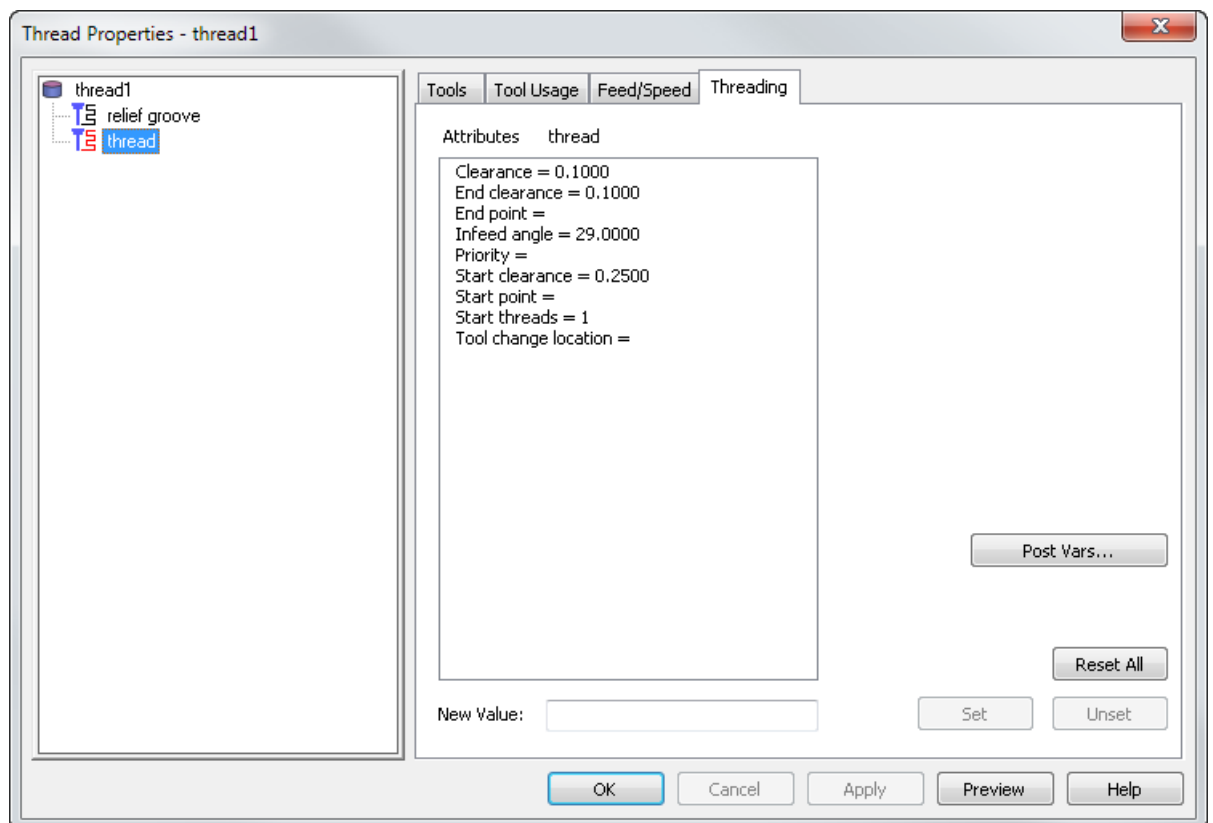 Thread Properties - thread1
thread1
relief groove
thread
Tools Tool Usage Feed/Speed Threading
Attributes thread
Clearance = 0.1000
End clearance = 0.1000
End point =
Infeed angle = 29.0000
Priority =
Start clearance = 0.2500
Start point =
Start threads = 1
Tool change location =
Post Vars...
Reset All
New Value: Set Unset
OK Cancel Apply Preview Help